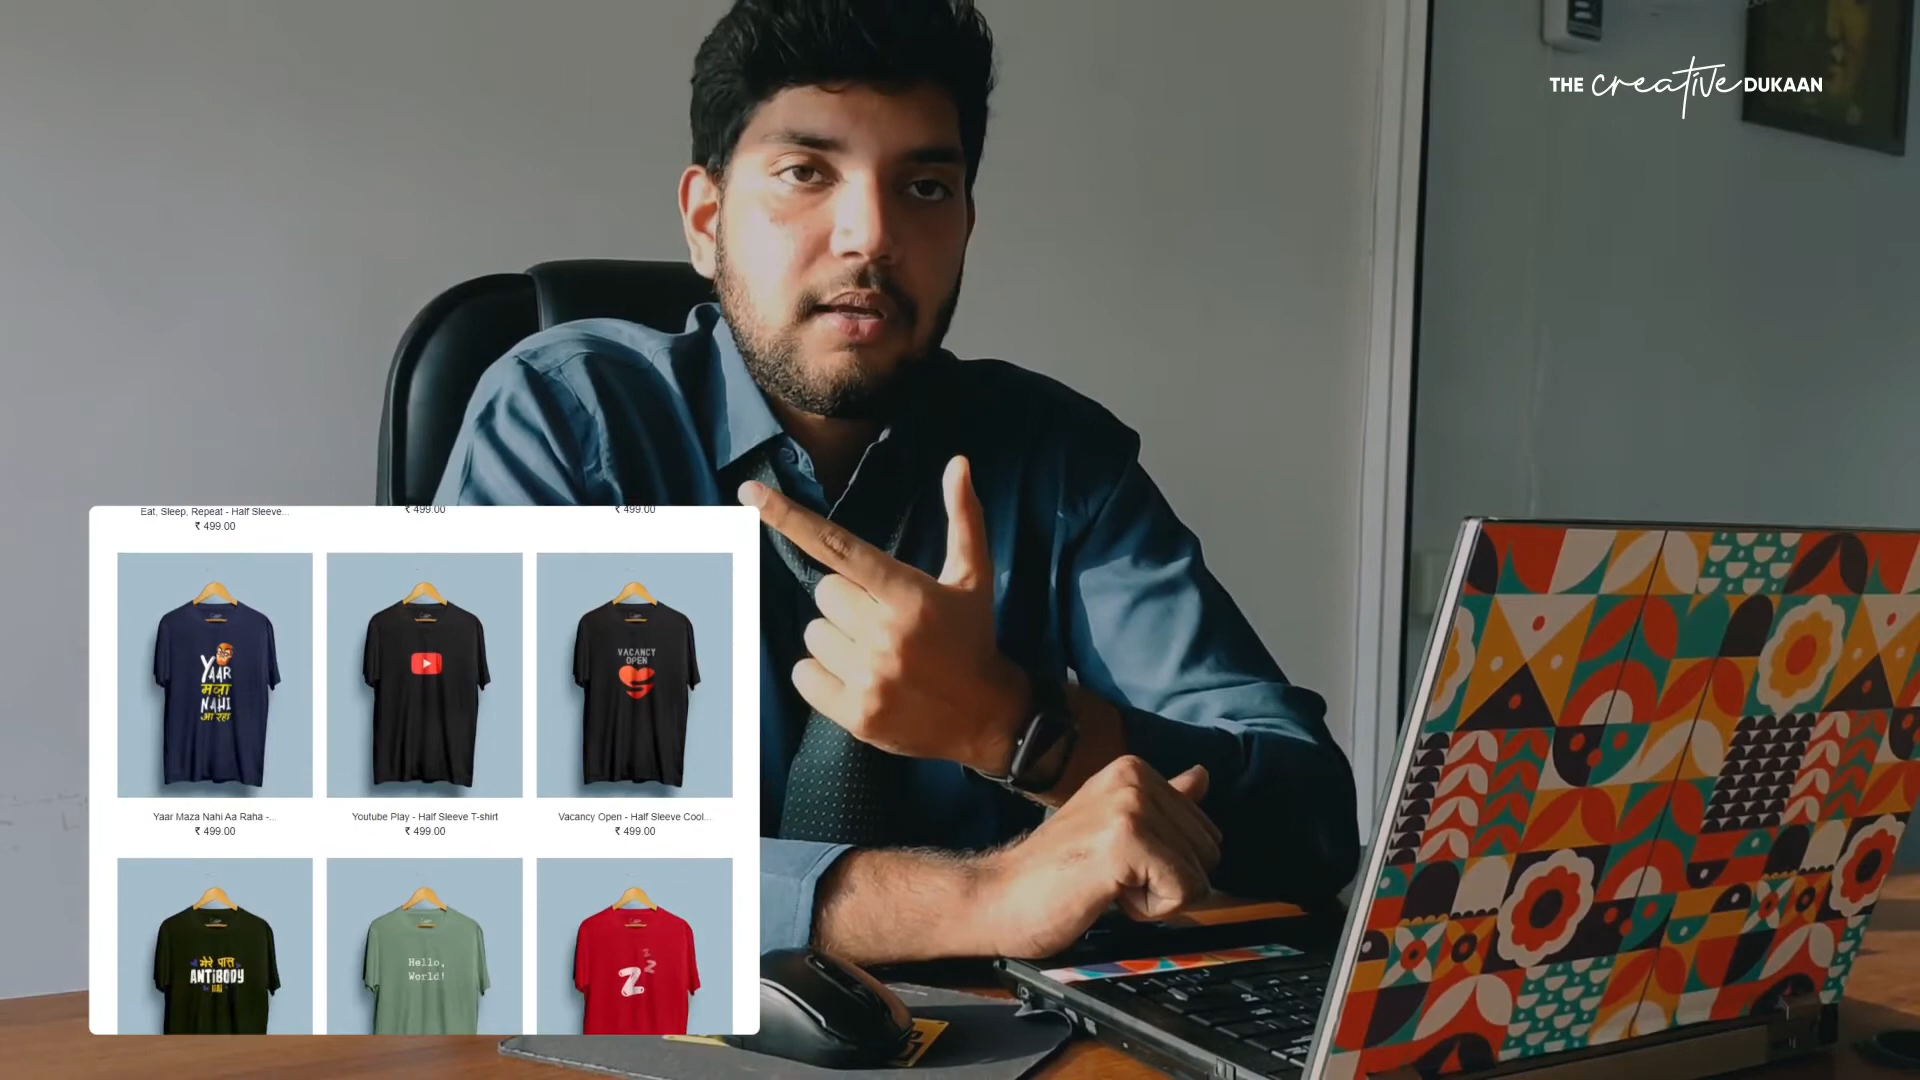 THE creative DUKAAN
Eat, Sleep, Repeat - Half Sleeve...
₹ 499.00
₹ 499.00
₹ 499.00
YAAR
मज़ा
NAHI
आ रहा
VACANCY
OPEN
Yaar Maza Nahi Aa Raha -...
₹ 499.00
Youtube Play - Half Sleeve T-shirt
₹ 499.00
Vacancy Open - Half Sleeve Cool...
₹ 499.00
मेरे पास
ANTIBODY
Hello,
World!
Z
Z
Z